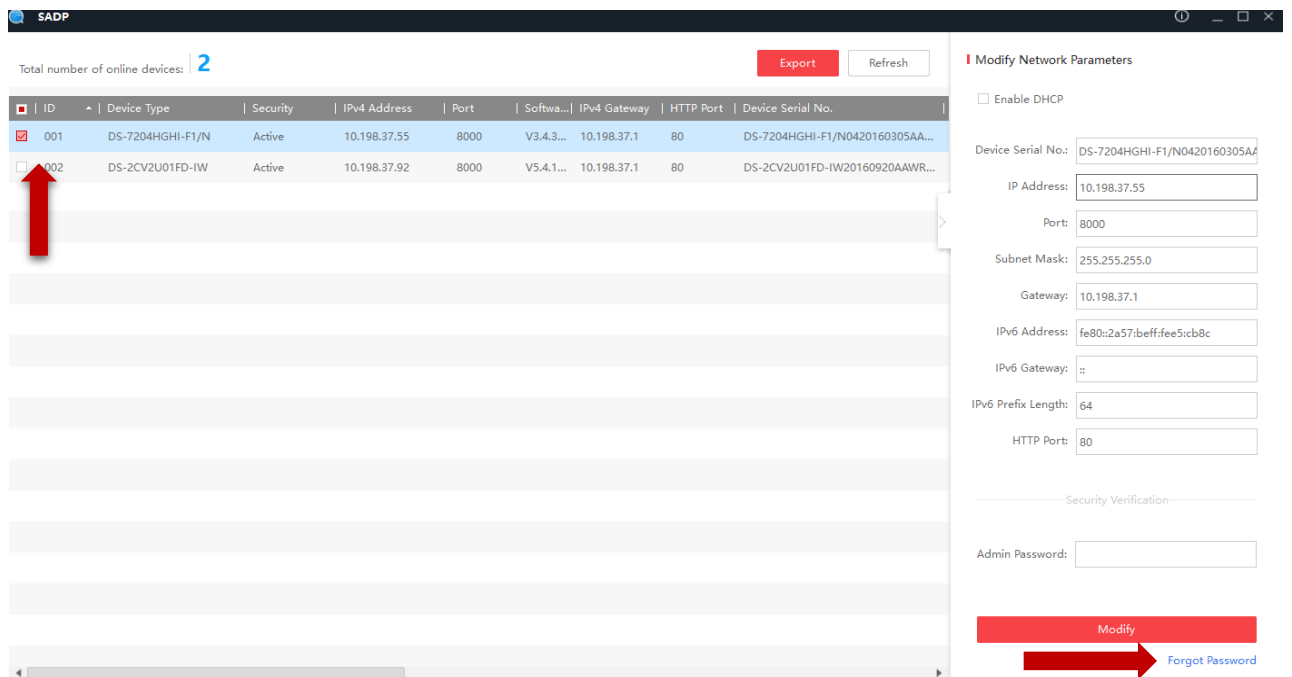 SADP
Total number of online devices: 2
Export
Refresh
ID | Device Type | Security | IPv4 Address | Port | Softwa... | IPv4 Gateway | HTTP Port | Device Serial No. |
001 DS-7204HGHI-F1/N Active 10.198.37.55 8000 V3.4.3... 10.198.37.1 80 DS-7204HGHI-F1/N0420160305AA...
002 DS-2CV2U01FD-IW Active 10.198.37.92 8000 V5.4.1... 10.198.37.1 80 DS-2CV2U01FD-IW20160920AAWR...
Modify Network Parameters
Enable DHCP
Device Serial No.: DS-7204HGHI-F1/N0420160305AA
IP Address: 10.198.37.55
Port: 8000
Subnet Mask: 255.255.255.0
Gateway: 10.198.37.1
IPv6 Address: fe80::2a57:beff:fee5:cb8c
IPv6 Gateway: ::
IPv6 Prefix Length: 64
HTTP Port: 80
Security Verification
Admin Password:
Modify
Forgot Password